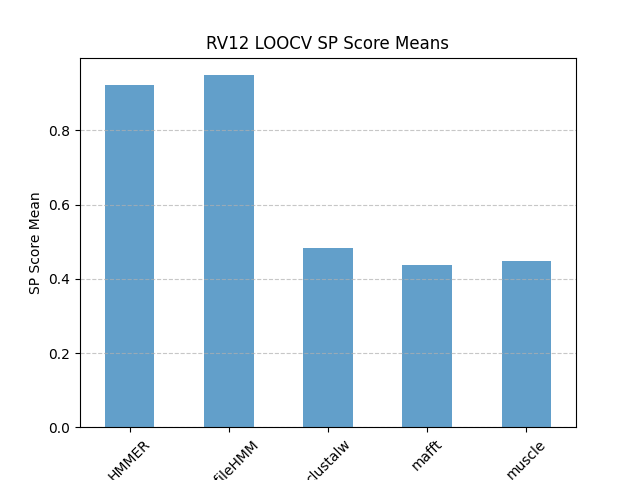 RV12 LOOCV SP Score Means
SP Score Mean
0.8
0.6
0.4
0.2
0.0
HMMER
fileHMM
clustalw
mafft
muscle